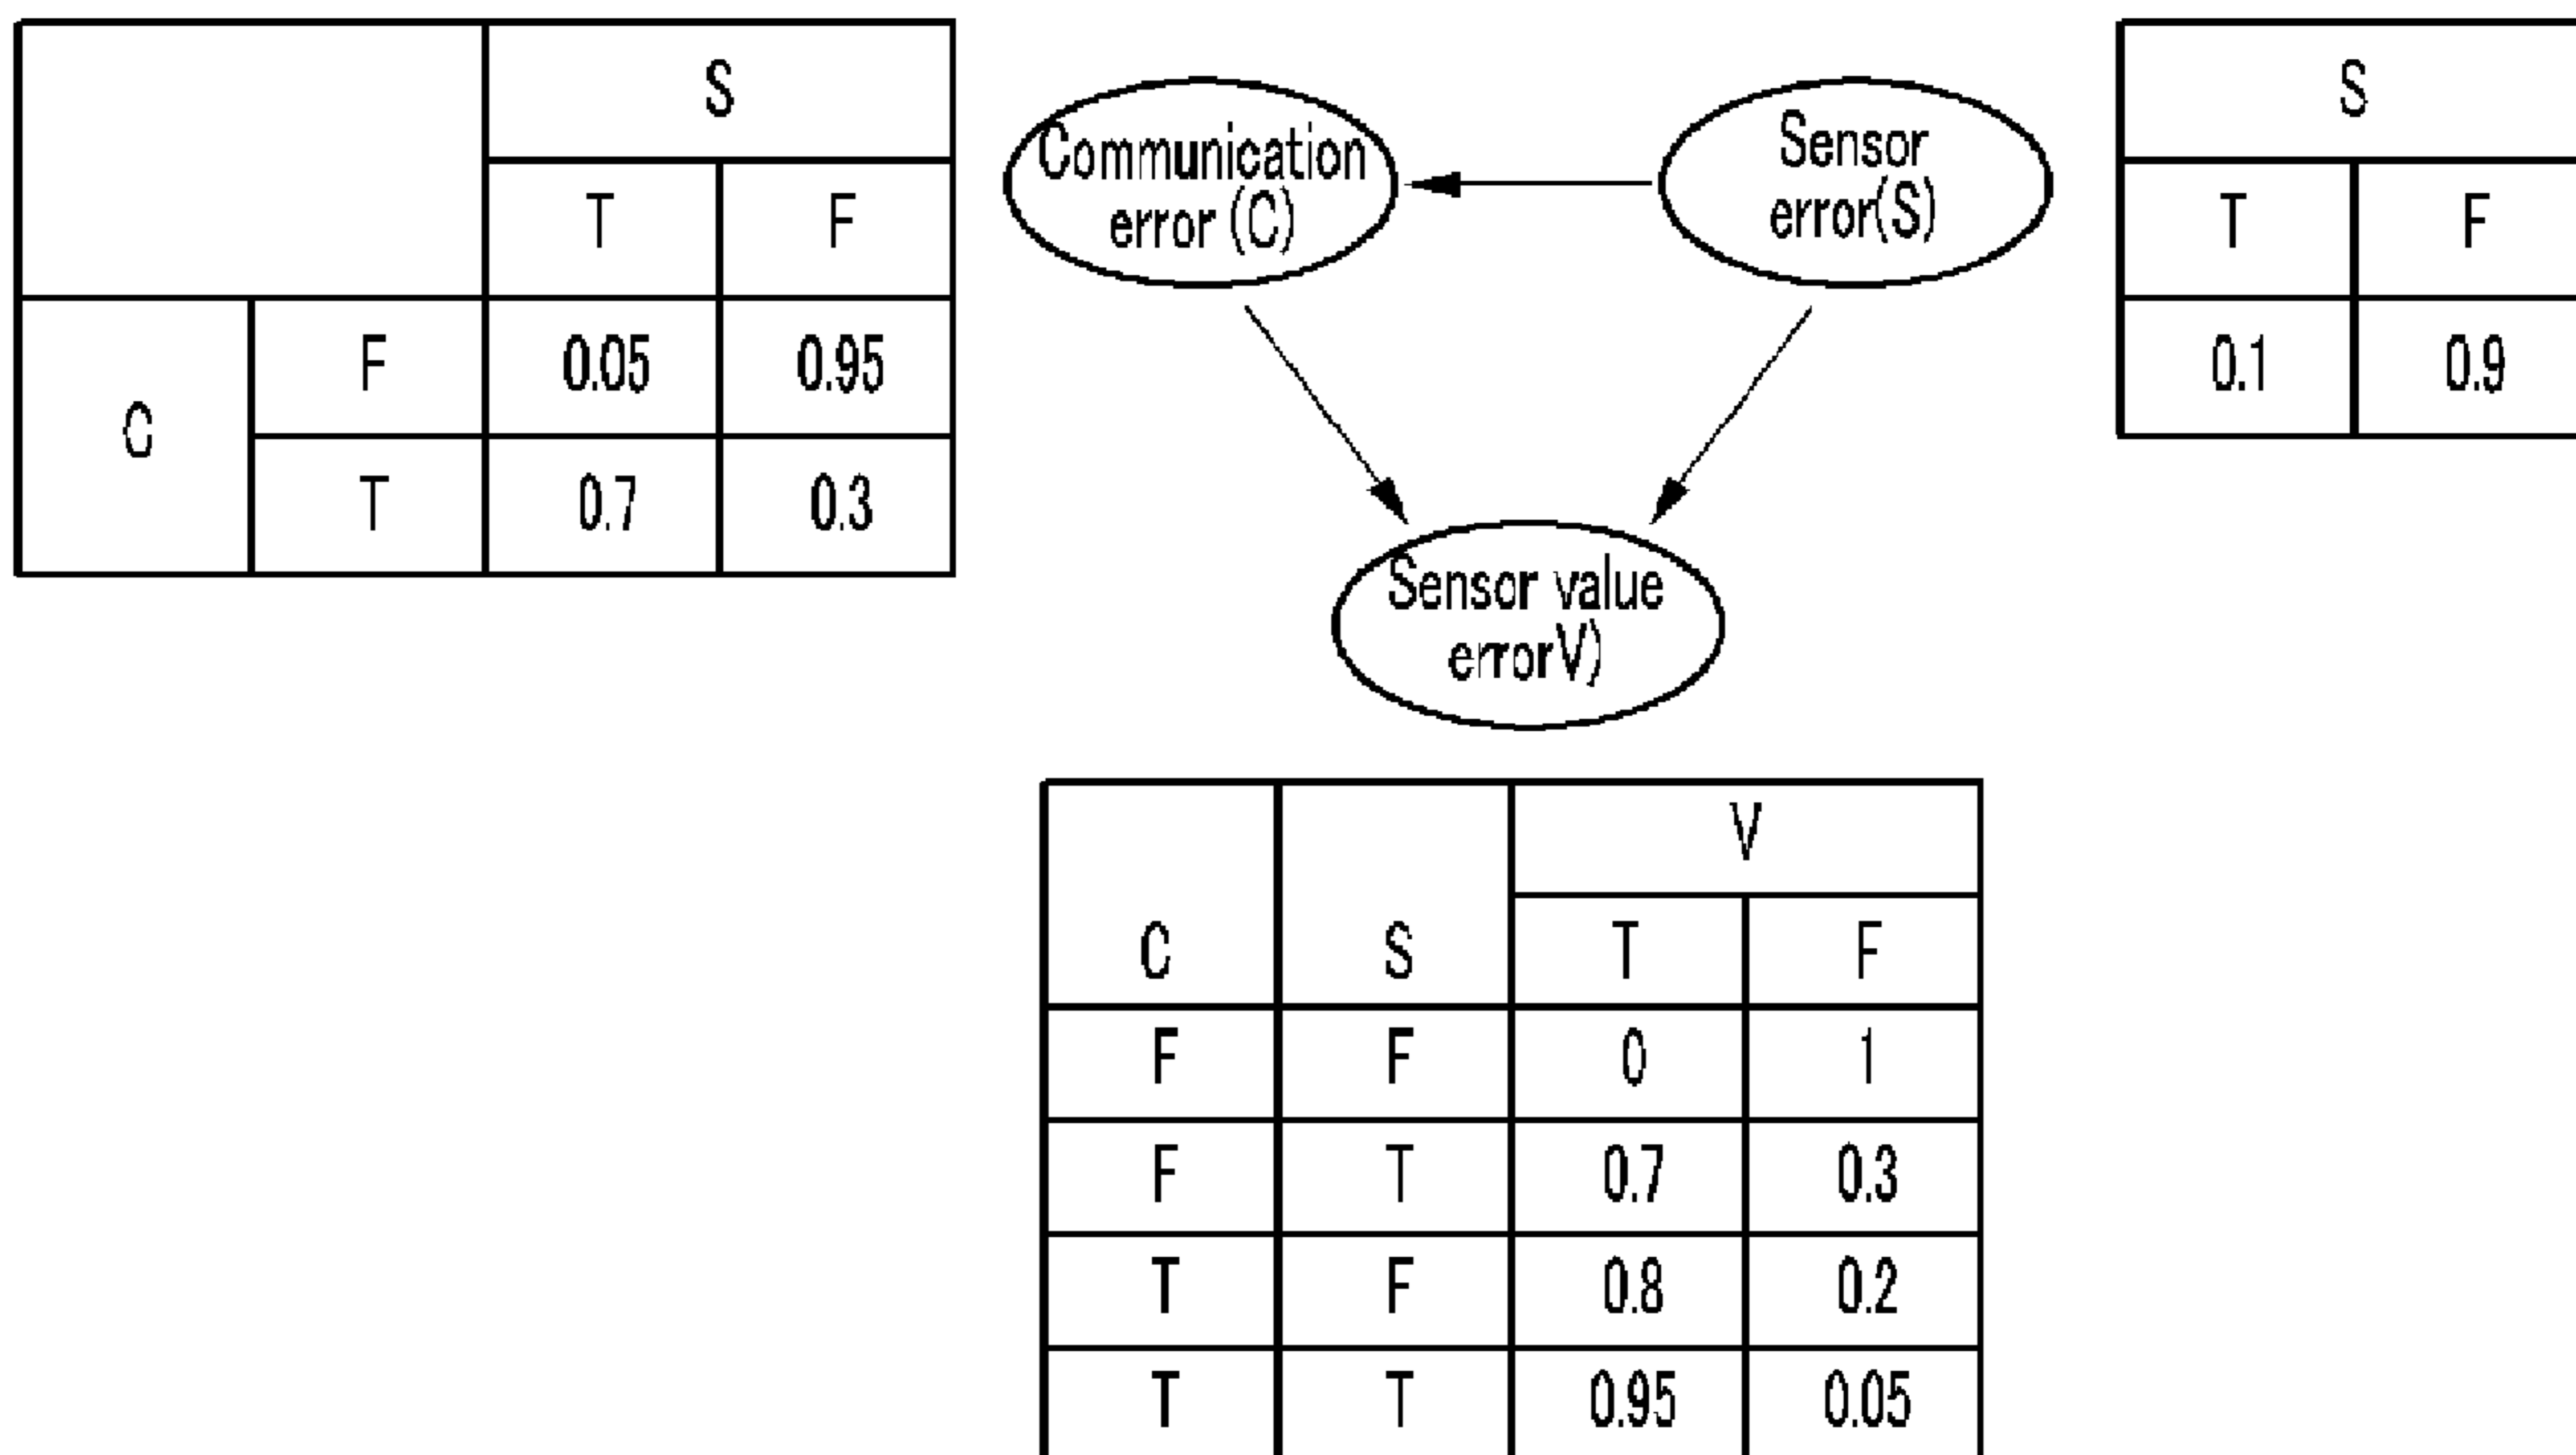 S
T F
C
F 0.05 0.95
T 0.7 0.3
Communication
error (C)
Sensor
error(S)
Sensor value
errorV)
S
T F
0.1 0.9
V
C S T F
F F 0 1
F T 0.7 0.3
T F 0.8 0.2
T T 0.95 0.05